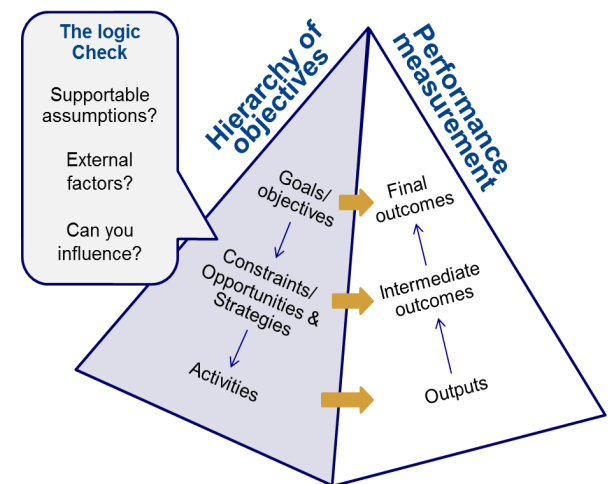 The logic
Check
Supportable
assumptions?
External
factors?
Can you
influence?
Hierarchy of
objectives
Goals/
objectives
Constraints/
Opportunities &
Strategies
Activities
Performance
measurement
Final
outcomes
Intermediate
outcomes
Outputs